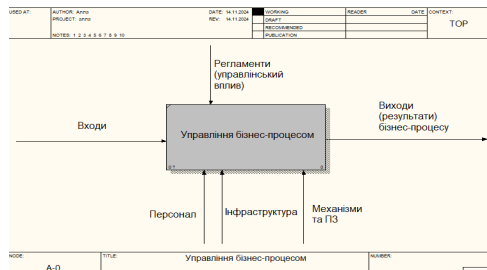 USED AT:
AUTHOR: Anna
DATE: 14.11.2024
WORKING
READER
DATE
CONTEXT:
PROJECT: anna
REV: 14.11.2024
DRAFT
TOP
RECOMMENDED
NOTES: 1 2 3 4 5 6 7 8 9 10
PUBLICATION
Регламенти
(управлінський
вплив)
Входи
Управління бізнес-процесом
Виходи
(результати)
бізнес-процесу
Персонал
Інфраструктура
Механізми
та ПЗ
NODE:
TITLE:
Управління бізнес-процесом
NUMBER:
A-0